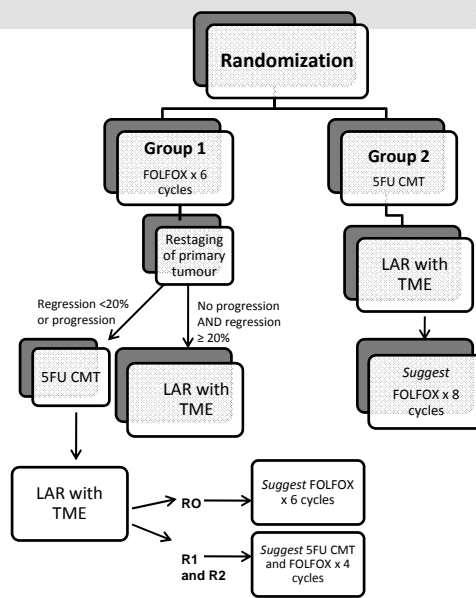 Randomization
Group 1
FOLFOX x 6
cycles
Group 2
5FU CMT
Restaging
of primary
tumour
LAR with
TME
Regression <20%
or progression
No progression
AND regression
≥ 20%
5FU CMT
LAR with
TME
Suggest
FOLFOX x 8
cycles
LAR with
TME
RO
Suggest FOLFOX
x 6 cycles
R1
and R2
Suggest 5FU CMT
and FOLFOX x 4
cycles